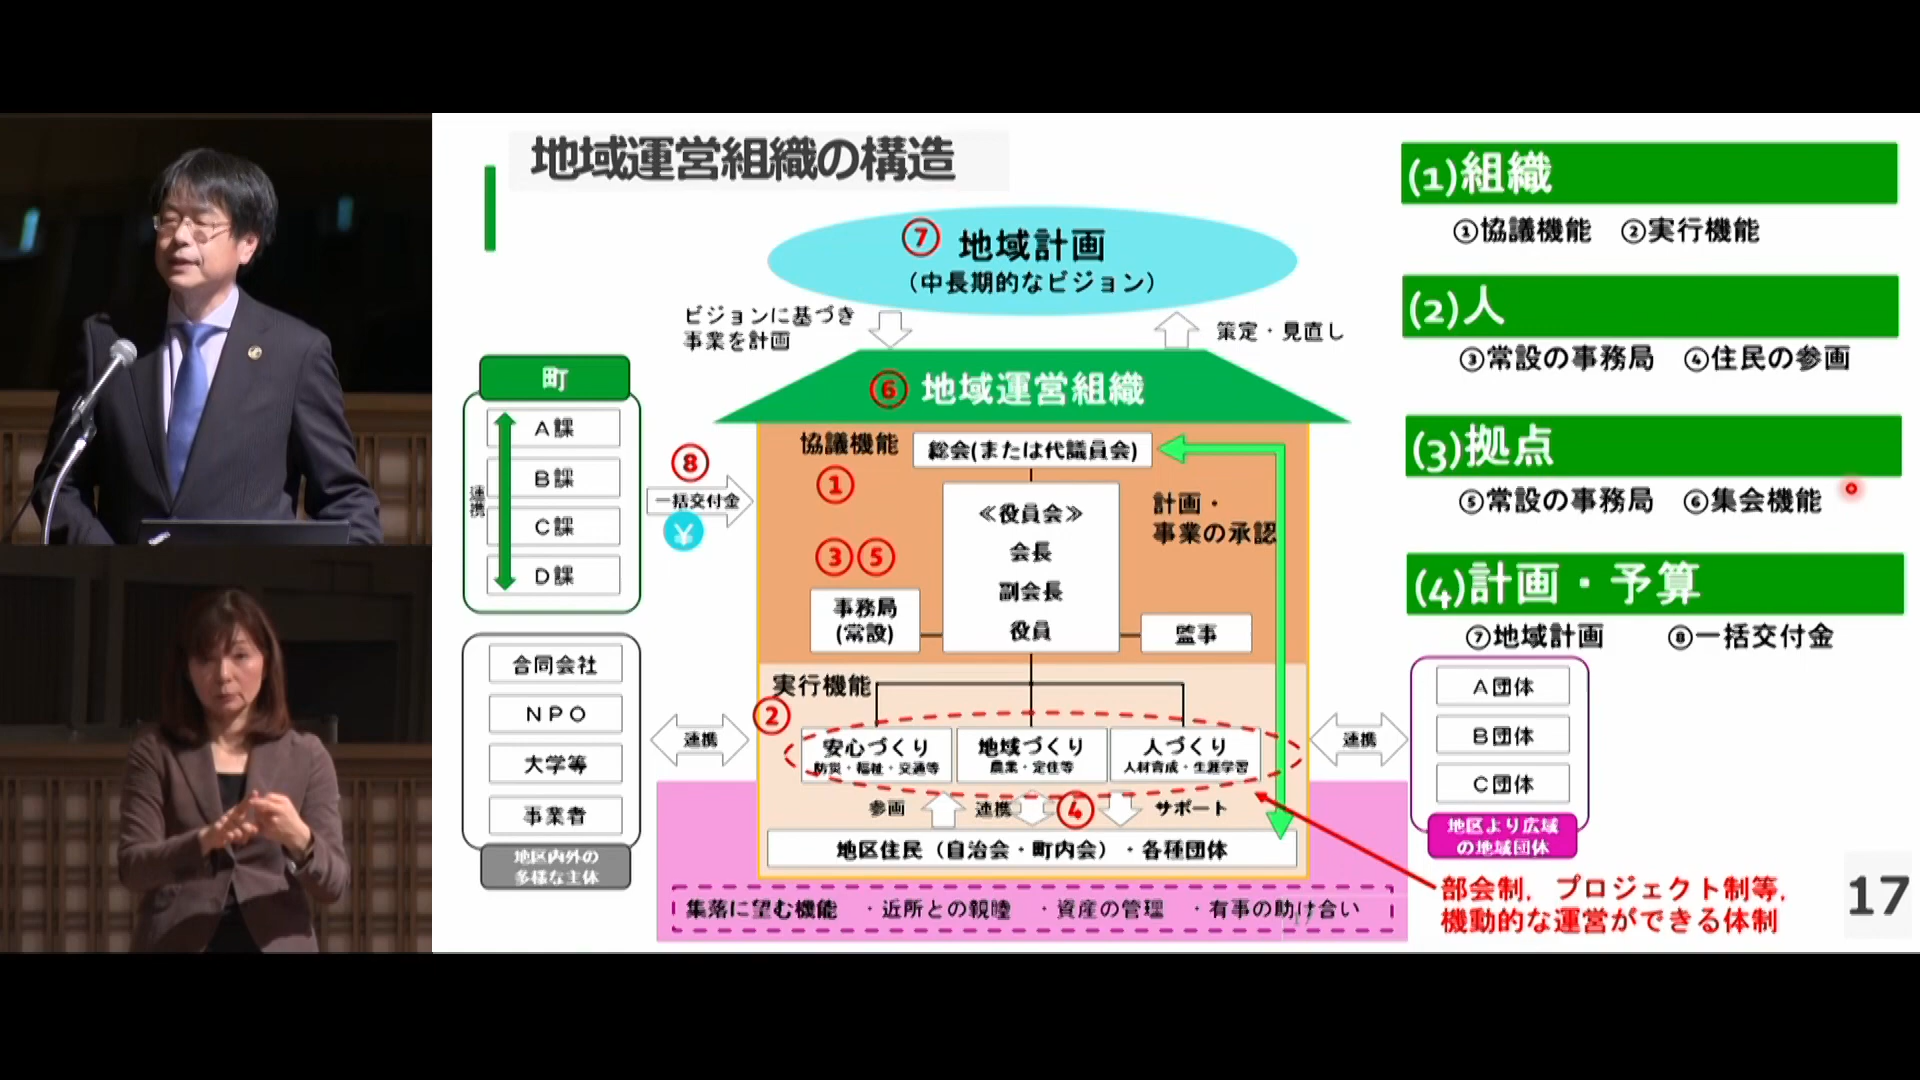 地域運営組織の構造
⑦ 地域計画
(中長期的なビジョン)
ビジョンに基づき
事業を計画
策定・見直し
町
A課
B課
C課
D課
連携
⑧
一括交付金
¥
⑥ 地域運営組織
協議機能
①
総会(または代議員会)
≪役員会≫
会長
副会長
役員
計画・
事業の承認
③⑤
事務局
(常設)
監事
実行機能
②
安心づくり
防災・福祉・交通等
地域づくり
農業・定住等
人づくり
人材育成・生涯学習
参画
連携
④
サポート
地区住民(自治会・町内会)・各種団体
集落に望む機能 ・近所との親睦 ・資産の管理 ・有事の助け合い
合同会社
NPO
大学等
事業者
地区内外の
多様な主体
連携
連携
(1)組織
①協議機能 ②実行機能
(2)人
③常設の事務局 ④住民の参画
(3)拠点
⑤常設の事務局 ⑥集会機能
(4)計画・予算
⑦地域計画 ⑧一括交付金
A団体
B団体
C団体
地区より広域
の地域団体
部会制,プロジェクト制等,
機動的な運営ができる体制
17